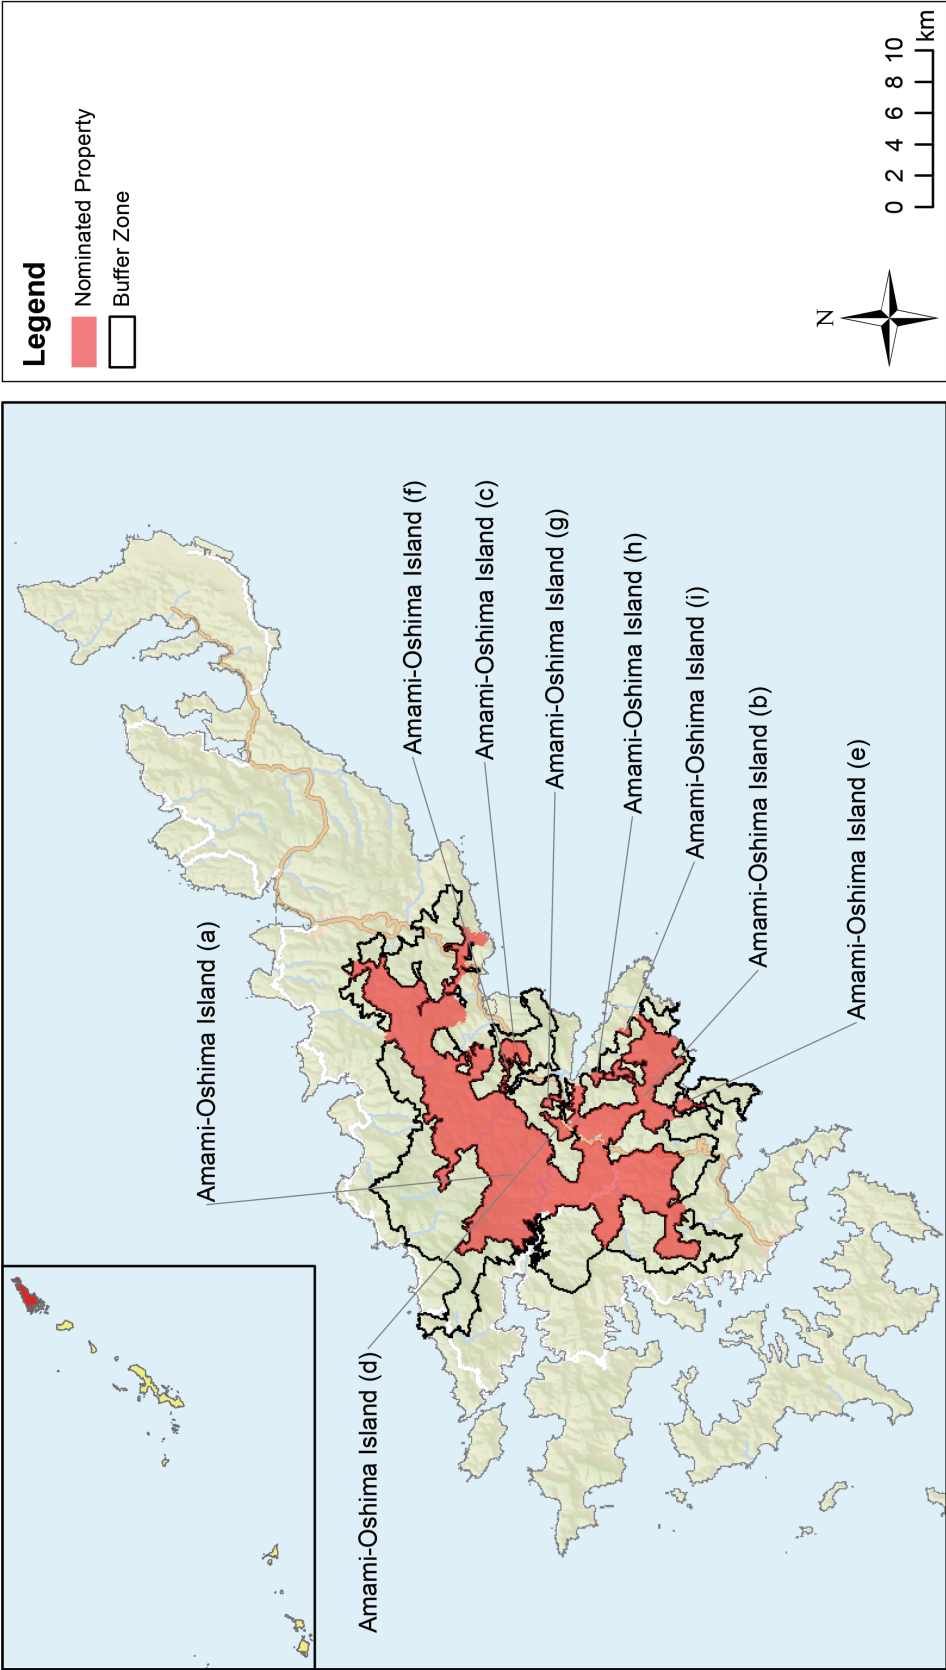 Legend
Nominated Property
Buffer Zone
N
0 2 4 6 8 10
km
Amami-Oshima Island (a)
Amami-Oshima Island (f)
Amami-Oshima Island (c)
Amami-Oshima Island (g)
Amami-Oshima Island (h)
Amami-Oshima Island (i)
Amami-Oshima Island (b)
Amami-Oshima Island (e)
Amami-Oshima Island (d)